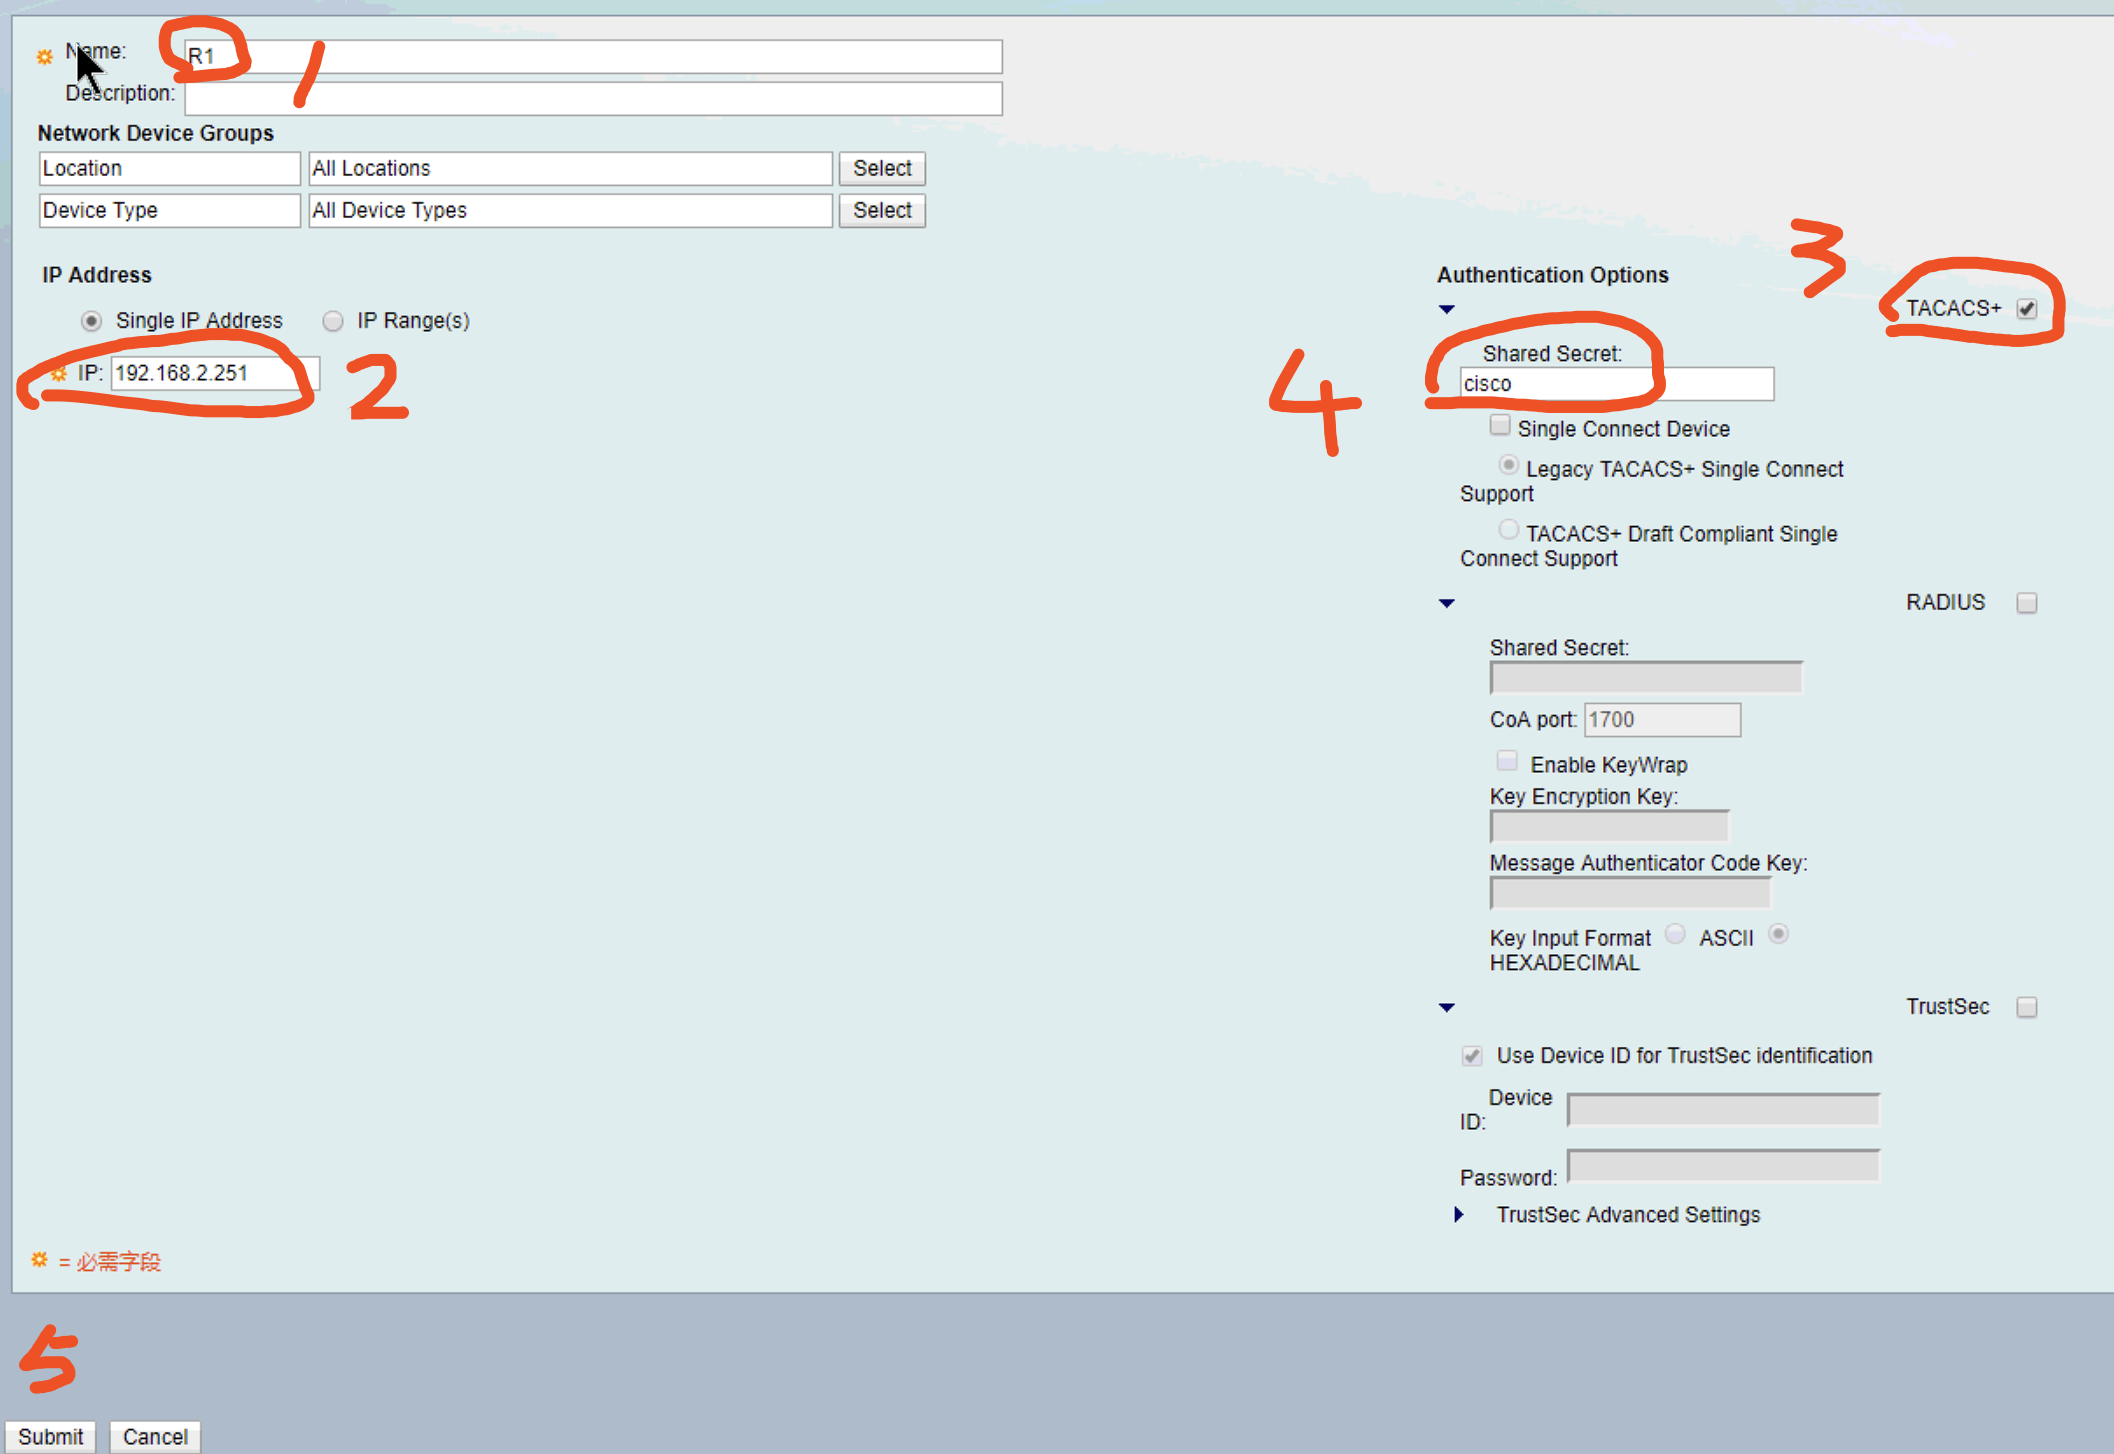 Name: R1 1
Description:
Network Device Groups
Location All Locations Select
Device Type All Device Types Select
IP Address
Single IP Address IP Range(s)
IP: 192.168.2.251 2
Authentication Options
3 TACACS+
Shared Secret:
4 cisco
Single Connect Device
Legacy TACACS+ Single Connect
Support
TACACS+ Draft Compliant Single
Connect Support
RADIUS
Shared Secret:
CoA port: 1700
Enable KeyWrap
Key Encryption Key:
Message Authenticator Code Key:
Key Input Format ASCII
HEXADECIMAL
TrustSec
Use Device ID for TrustSec identification
Device
ID:
Password:
TrustSec Advanced Settings
= 必需字段
5
Submit Cancel